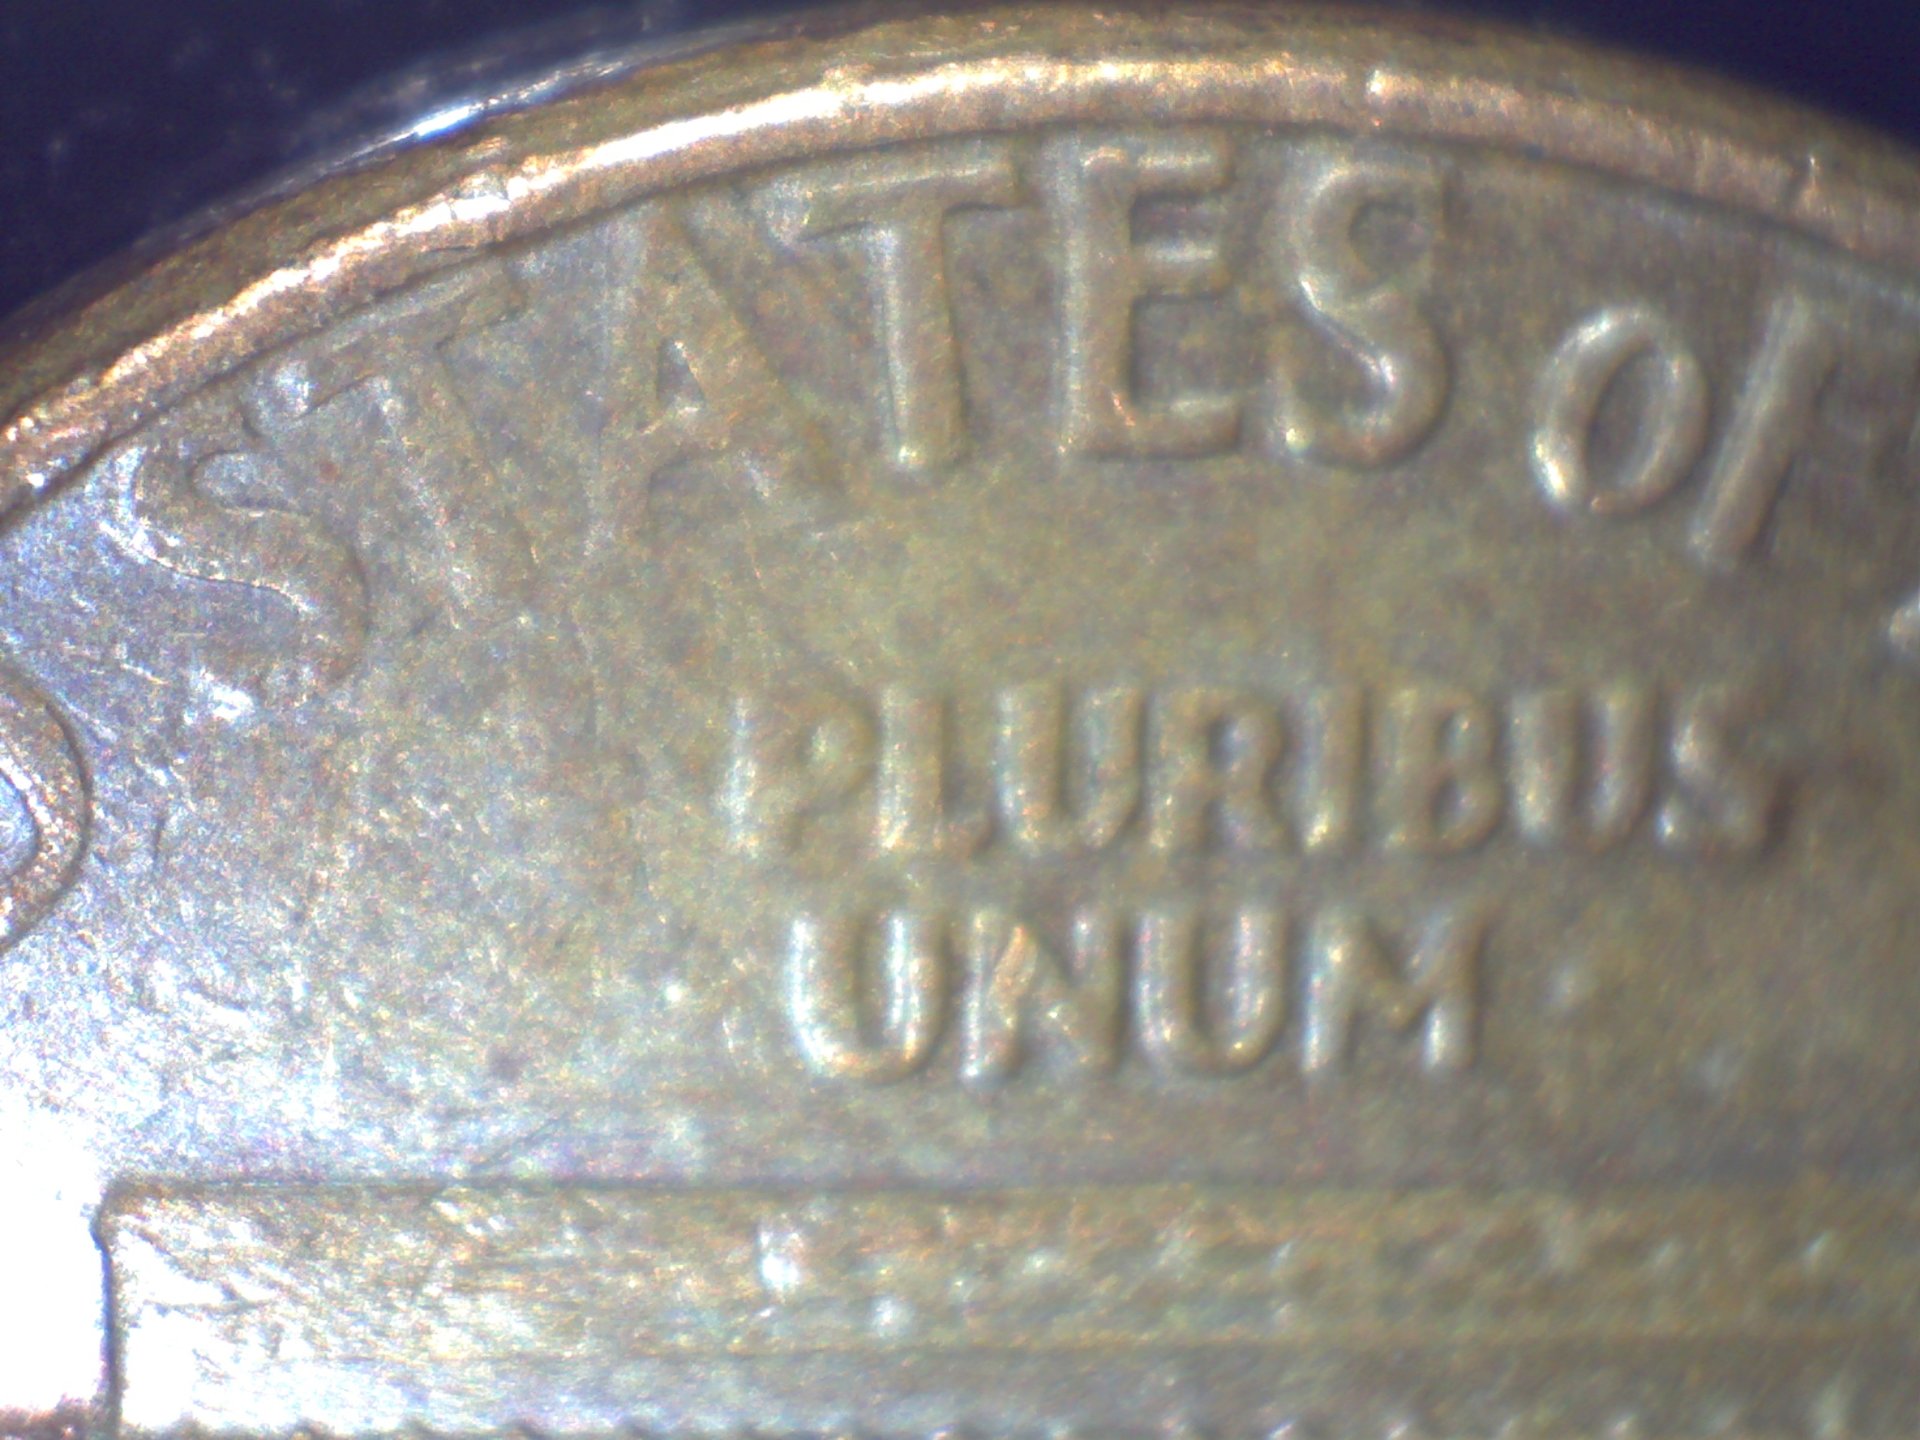 D STATES OF
PLURIBUS
UNUM